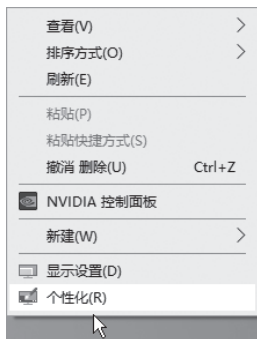 查看(V)
排序方式(O)
刷新(E)
粘贴(P)
粘贴快捷方式(S)
撤消 删除(U) Ctrl+Z
NVIDIA 控制面板
新建(W)
显示设置(D)
个性化(R)